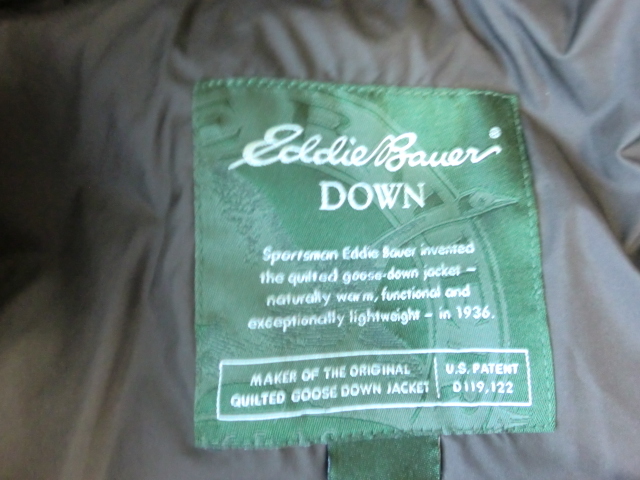 Eddie Bauer®
DOWN
Sportsman Eddie Bauer invented
the quilted goose-down jacket –
naturally warm, functional and
exceptionally lightweight – in 1936.
MAKER OF THE ORIGINAL
QUILTED GOOSE DOWN JACKET
U.S. PATENT
D119,122